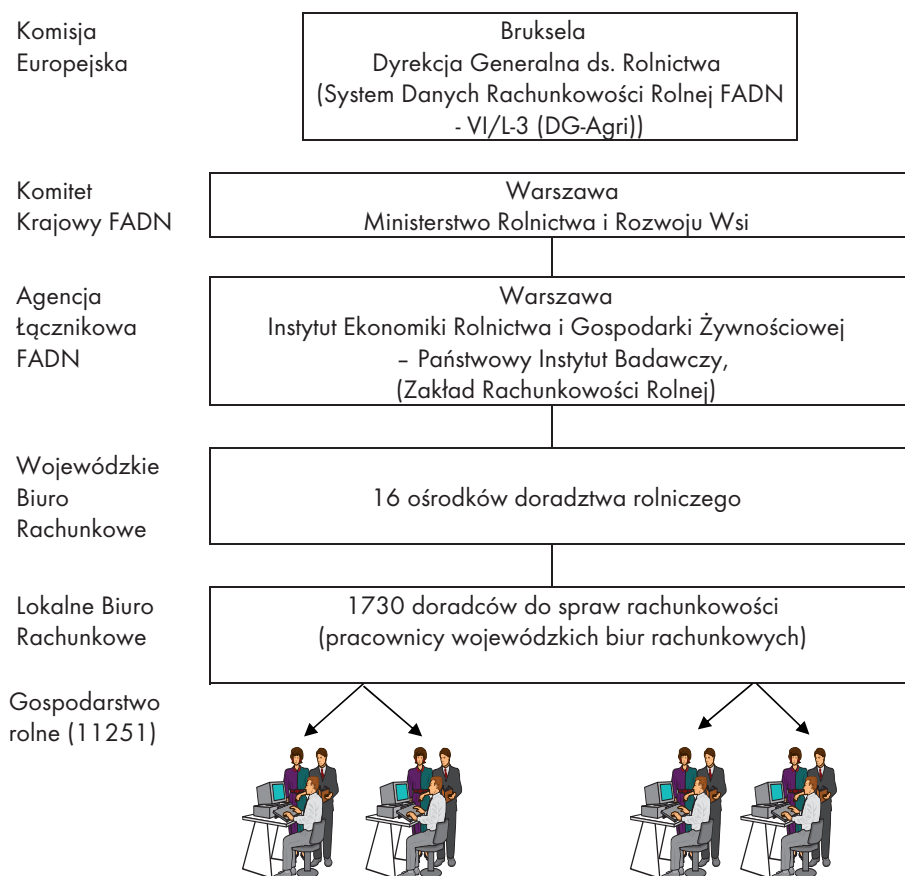 Komisja
Europejska
Bruksela
Dyrekcja Generalna ds. Rolnictwa
(System Danych Rachunkowości Rolnej FADN
- VI/L-3 (DG-Agri))
Komitet
Krajowy FADN
Warszawa
Ministerstwo Rolnictwa i Rozwoju Wsi
Agencja
Łącznikowa
FADN
Warszawa
Instytut Ekonomiki Rolnictwa i Gospodarki Żywnościowej
– Państwowy Instytut Badawczy,
(Zakład Rachunkowości Rolnej)
Wojewódzkie
Biuro
Rachunkowe
16 ośrodków doradztwa rolniczego
Lokalne Biuro
Rachunkowe
1730 doradców do spraw rachunkowości
(pracownicy wojewódzkich biur rachunkowych)
Gospodarstwo
rolne (11251)